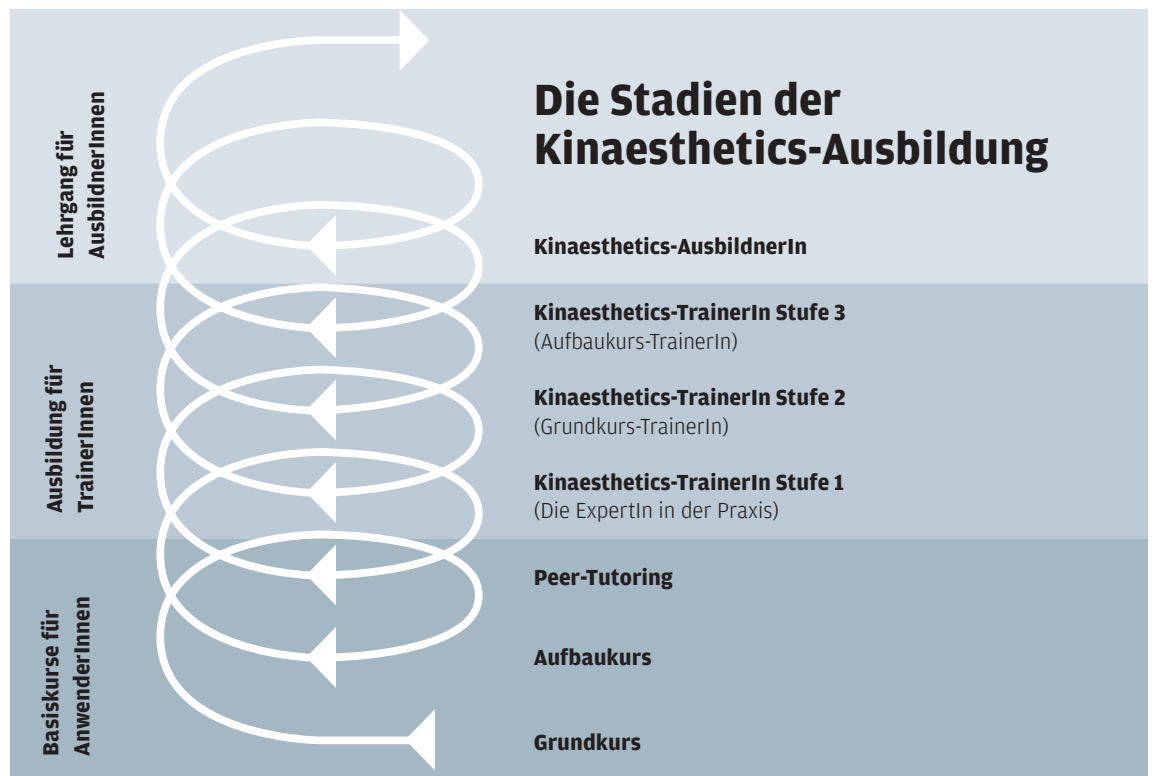 Die Stadien der
Kinaesthetics-Ausbildung
Lehrgang für
AusbildnerInnen
Kinaesthetics-AusbildnerIn
Ausbildung für
TrainerInnen
Kinaesthetics-TrainerIn Stufe 3
(Aufbaukurs-TrainerIn)
Kinaesthetics-TrainerIn Stufe 2
(Grundkurs-TrainerIn)
Kinaesthetics-TrainerIn Stufe 1
(Die ExpertIn in der Praxis)
Basiskurse für
AnwenderInnen
Peer-Tutoring
Aufbaukurs
Grundkurs